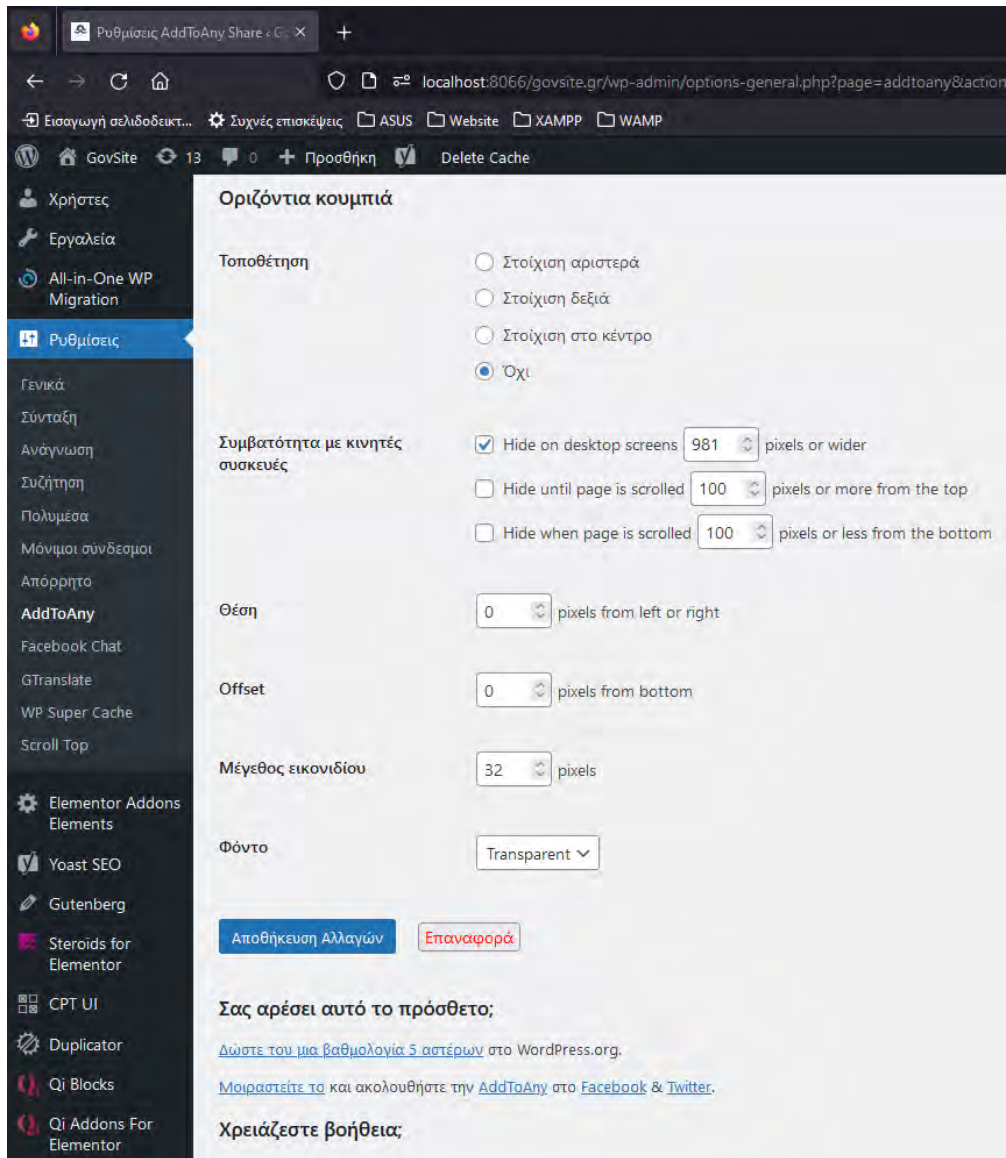 Ρυθμίσεις AddToAny Share ‹
localhost:8066/govsite.gr/wp-admin/options-general.php?page=addtoany&action
Εισαγωγή σελιδοδεικτ... Συχνές επισκέψεις ASUS Website XAMPP WAMP
GovSite 13 0 Προσθήκη Delete Cache
Χρήστες
Εργαλεία
All-in-One WP
Migration
Ρυθμίσεις
Γενικά
Σύνταξη
Ανάγνωση
Συζήτηση
Πολυμέσα
Μόνιμοι σύνδεσμοι
Απόρρητο
AddToAny
Facebook Chat
GTranslate
WP Super Cache
Scroll Top
Elementor Addons
Elements
Yoast SEO
Gutenberg
Steroids for
Elementor
CPT UI
Duplicator
Qi Blocks
Qi Addons For
Elementor
Οριζόντια κουμπιά
Τοποθέτηση
Στοίχιση αριστερά
Στοίχιση δεξιά
Στοίχιση στο κέντρο
Όχι
Συμβατότητα με κινητές
συσκευές
Hide on desktop screens 981 pixels or wider
Hide until page is scrolled 100 pixels or more from the top
Hide when page is scrolled 100 pixels or less from the bottom
Θέση 0 pixels from left or right
Offset 0 pixels from bottom
Μέγεθος εικονιδίου 32 pixels
Φόντο Transparent
Αποθήκευση Αλλαγών Επαναφορά
Σας αρέσει αυτό το πρόσθετο;
Δώστε του μια βαθμολογία 5 αστέρων στο WordPress.org.
Μοιραστείτε το και ακολουθήστε την AddToAny στο Facebook & Twitter.
Χρειάζεστε βοήθεια;